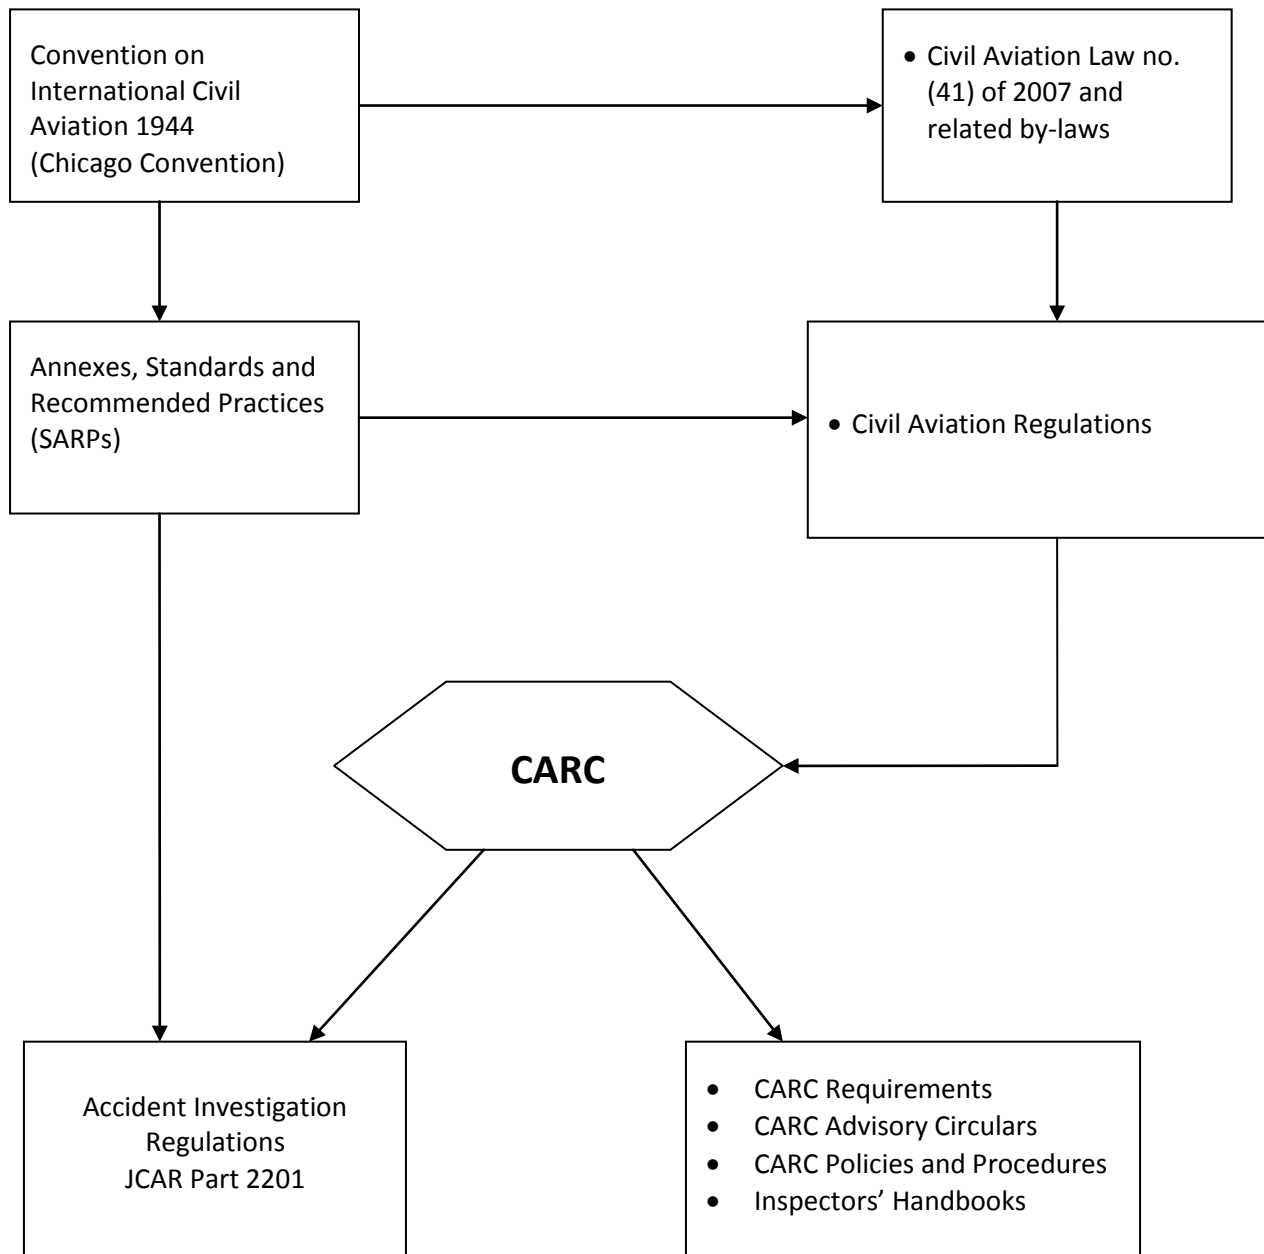 Convention on
International Civil
Aviation 1944
(Chicago Convention)
• Civil Aviation Law no.
(41) of 2007 and
related by-laws
Annexes, Standards and
Recommended Practices
(SARPs)
• Civil Aviation Regulations
CARC
Accident Investigation
Regulations
JCAR Part 2201
• CARC Requirements
• CARC Advisory Circulars
• CARC Policies and Procedures
• Inspectors’ Handbooks